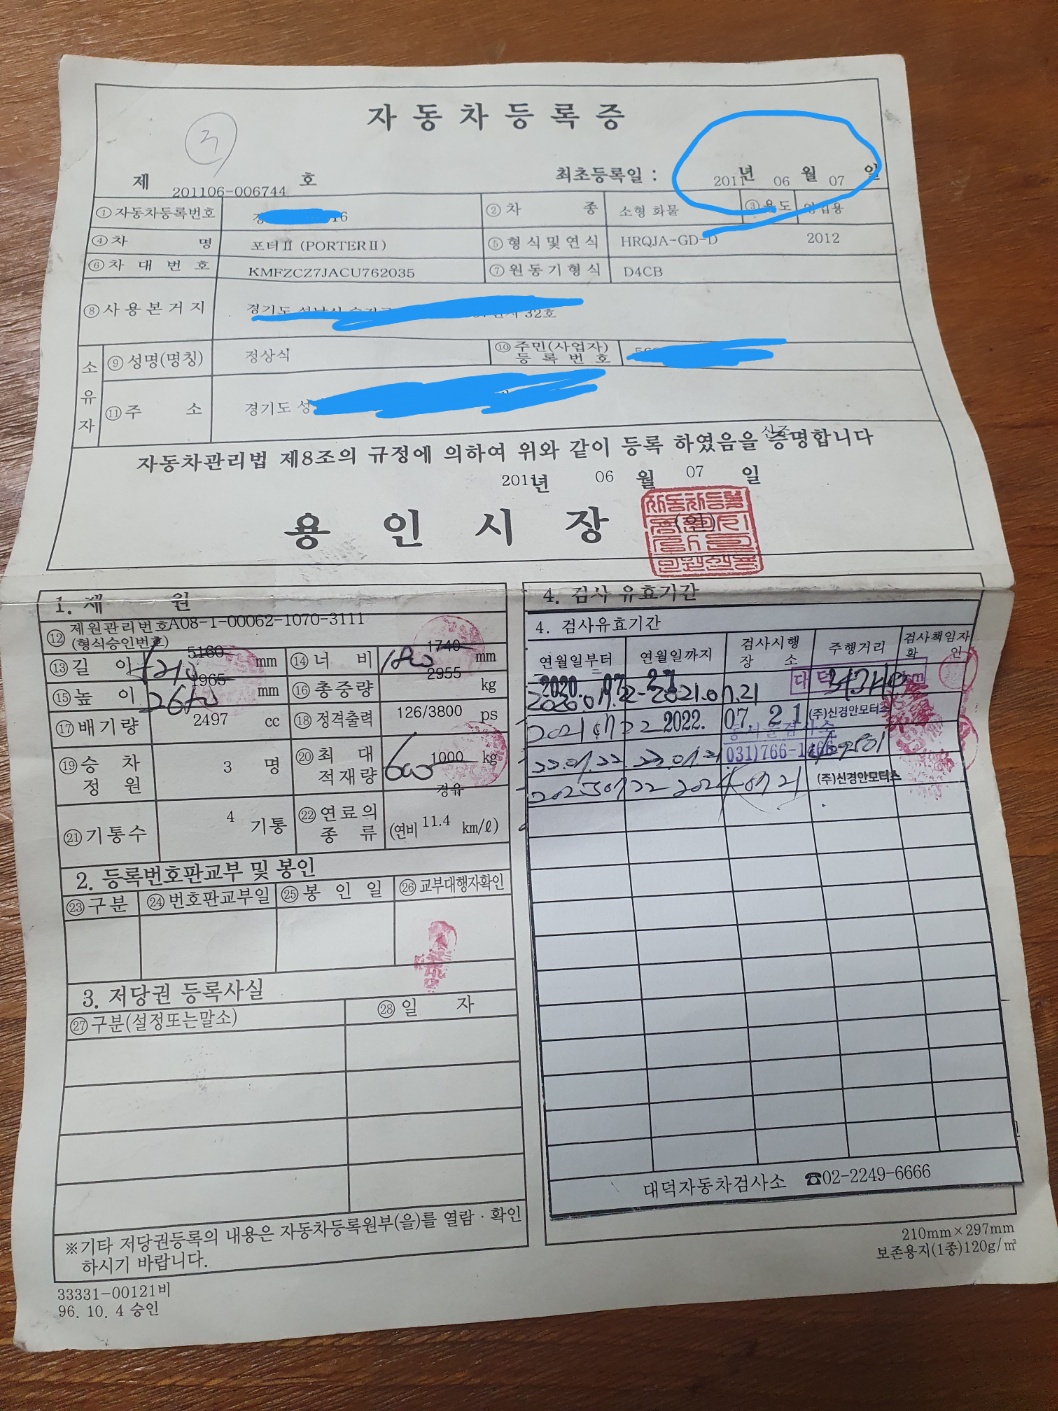 자동차등록증
제 201106-006744 호
최초등록일 : 2011년 06 월 07 일
①자동차등록번호 16 ②차 종 소형 화물 ③용도 영업용
④차 명 포터Ⅱ (PORTERⅡ) ⑤형식및연식 HRQJA-GD-D 2012
⑥차대번호 KMFZCZ7JACU762035 ⑦원동기형식 D4CB
⑧사용본거지 경기도 32호
소유자 ⑨성명(명칭) 정상식 ⑩주민(사업자)등록번호
⑪주 소 경기도 성
자동차관리법 제8조의 규정에 의하여 위와 같이 등록 하였음을 증명합니다
2011년 06 월 07 일
용인시장
1. 제 원
⑫제원관리번호 A08-1-00062-1070-3111
(형식승인번호)
⑬길 이 5160 mm ⑭너 비 1740 mm
⑮높 이 1965 mm ⑯총중량 2955 kg
⑰배기량 2497 cc ⑱정격출력 126/3800 ps
⑲승차정원 3 명 ⑳최대적재량 1000 kg
㉑기통수 4 기통 ㉒연료의종류 경유 (연비 11.4 km/ℓ)
2. 등록번호판교부 및 봉인
㉓구분 ㉔번호판교부일 ㉕봉인일 ㉖교부대행자확인
3. 저당권 등록사실
㉗구분(설정또는말소) ㉘일 자
※기타 저당권등록의 내용은 자동차등록원부(을)를 열람·확인
하시기 바랍니다.
33331-00121비
96. 10. 4 승인
4. 검사 유효기간
4. 검사유효기간
연월일부터 연월일까지 검사시행장소 주행거리 검사책임자확인
2022. 07. 21 (주)신경안모터스
(주)신경안모터스
대덕자동차검사소 ☎02-2249-6666
210mm×297mm
보존용지(1종)120g/㎡